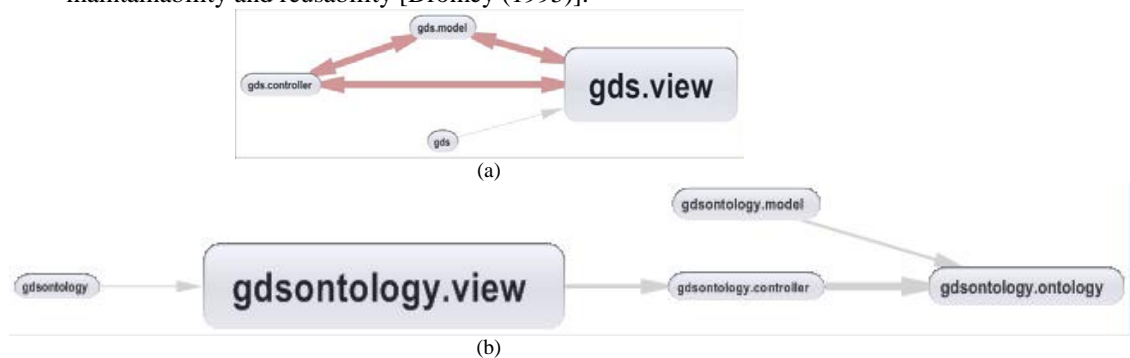 maintainability and reusability [Dromey (1995)].
gds.model
gds.controller
gds.view
gds
(a)
gdsontology.model
gdsontology
gdsontology.view
gdsontology.controller
gdsontology.ontology
(b)